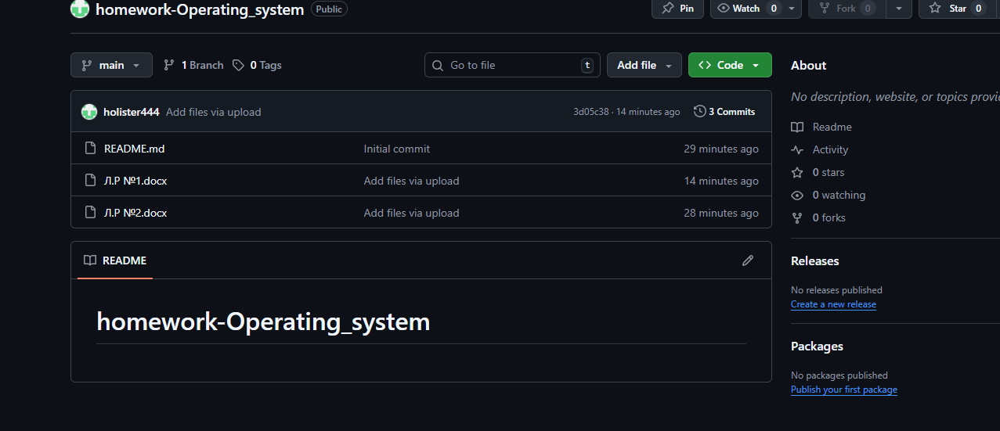 homework-Operating_system Public Pin Watch 0 Fork 0 Star 0
main 1 Branch 0 Tags Go to file t Add file Code
holister444 Add files via upload 3d05c38 · 14 minutes ago 3 Commits
README.md Initial commit 29 minutes ago
Л.Р №1.docx Add files via upload 14 minutes ago
Л.Р №2.docx Add files via upload 28 minutes ago
README
homework-Operating_system
About
No description, website, or topics
Readme
Activity
0 stars
0 watching
0 forks
Releases
No releases published
Create a new release
Packages
No packages published
Publish your first package